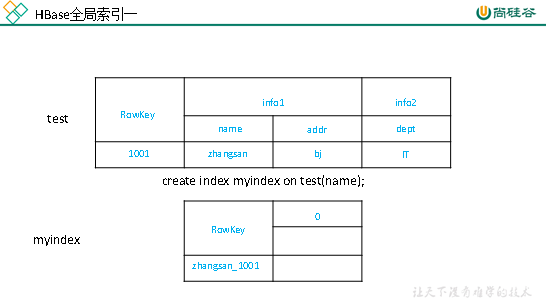 HBase全局索引一
尚硅谷
test
RowKey
info1
info2
name
addr
dept
1001
zhangsan
bj
IT
create index myindex on test(name);
myindex
RowKey
0
zhangsan_1001
让天下没有难学的技术